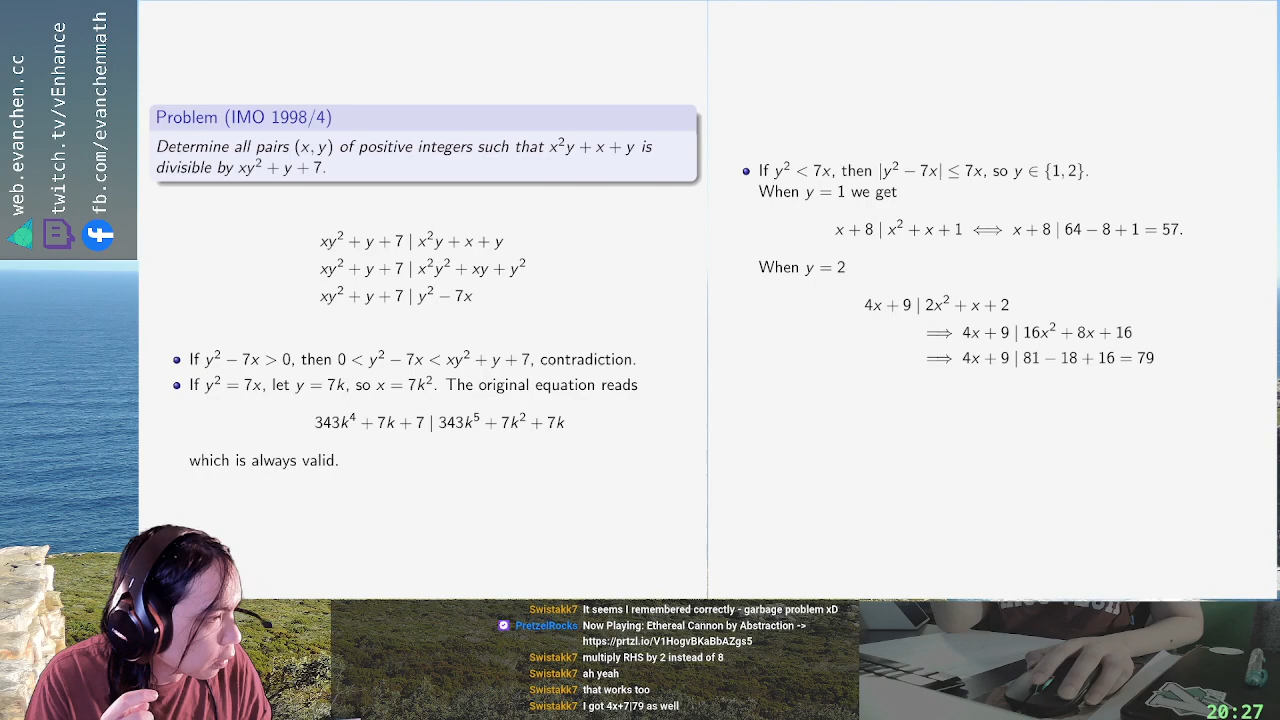 web.evanchen.cc
twitch.tv/vEnhance
fb.com/evanchenmath
Problem (IMO 1998/4)
Determine all pairs (x, y) of positive integers such that x²y + x + y is
divisible by xy² + y + 7.
xy² + y + 7 | x²y + x + y
xy² + y + 7 | x²y² + xy + y²
xy² + y + 7 | y² − 7x
• If y² − 7x > 0, then 0 < y² − 7x < xy² + y + 7, contradiction.
• If y² = 7x, let y = 7k, so x = 7k². The original equation reads
343k⁴ + 7k + 7 | 343k⁵ + 7k² + 7k
which is always valid.
• If y² < 7x, then |y² − 7x| ≤ 7x, so y ∈ {1, 2}.
When y = 1 we get
x + 8 | x² + x + 1 ⟺ x + 8 | 64 − 8 + 1 = 57.
When y = 2
4x + 9 | 2x² + x + 2
⟹ 4x + 9 | 16x² + 8x + 16
⟹ 4x + 9 | 81 − 18 + 16 = 79
Swistakk7 It seems I remembered correctly - garbage problem xD
PretzelRocks Now Playing: Ethereal Cannon by Abstraction ->
https://prtzl.io/V1HogvBKaBbAZgs5
Swistakk7 multiply RHS by 2 instead of 8
Swistakk7 ah yeah
Swistakk7 that works too
Swistakk7 I got 4x+7|79 as well
20:27